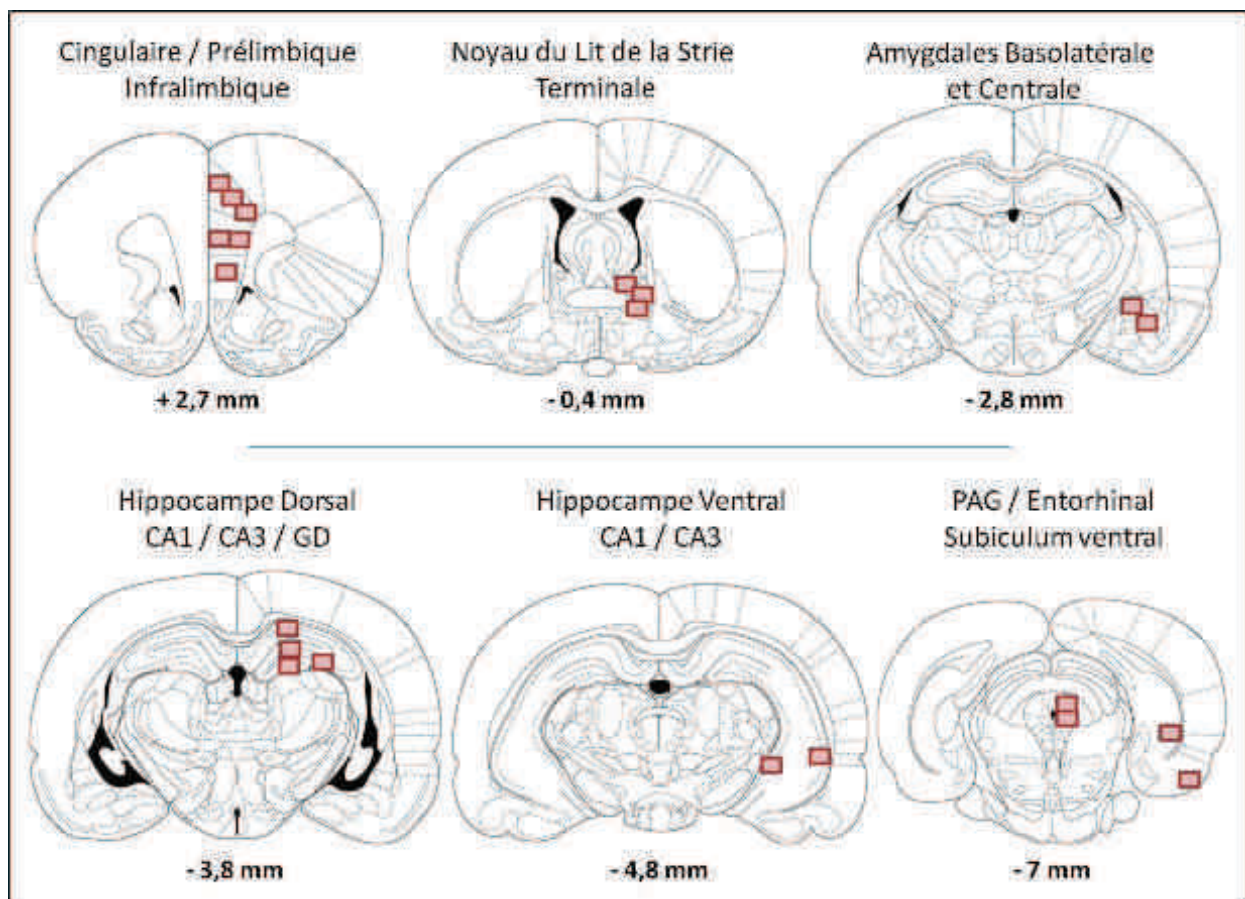 Cingulaire / Prélimbique
Infralimbique
Noyau du Lit de la Strie
Terminale
Amygdales Basolatérale
et Centrale
+ 2,7 mm
- 0,4 mm
- 2,8 mm
Hippocampe Dorsal
CA1 / CA3 / GD
Hippocampe Ventral
CA1 / CA3
PAG / Entorhinal
Subiculum ventral
- 3,8 mm
- 4,8 mm
- 7 mm